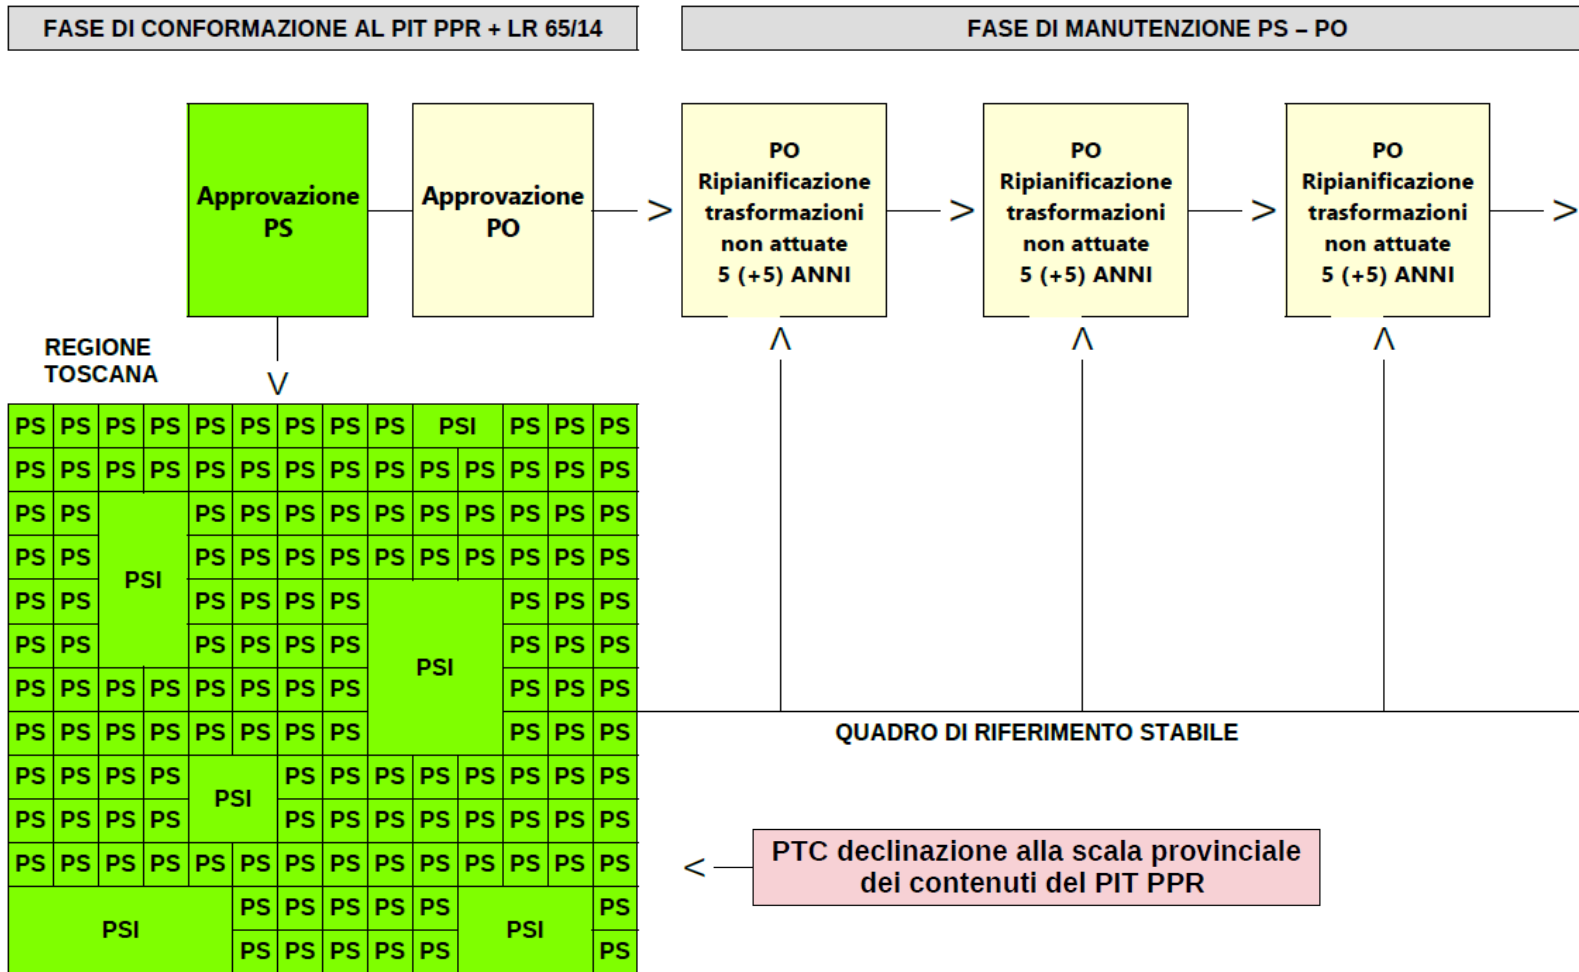 FASE DI CONFORMAZIONE AL PIT PPR + LR 65/14
FASE DI MANUTENZIONE PS – PO
Approvazione
PS
Approvazione
PO
>
PO
Ripianificazione
trasformazioni
non attuate
5 (+5) ANNI
>
PO
Ripianificazione
trasformazioni
non attuate
5 (+5) ANNI
>
PO
Ripianificazione
trasformazioni
non attuate
5 (+5) ANNI
>
REGIONE
TOSCANA
PS PS PS PS PS PS PS PS PS PSI PS PS PS
PS PS PS PS PS PS PS PS PS PS PS PS PS PS
PS PS PS PS PS PS PS PS PS PS PS PS
PS PS PS PS PS PS PS PS PS PS PS PS
PSI
PS PS PS PS PS PS PS PS PS
PS PS PS PS PS PS PS PS PS
PSI
PS PS PS PS PS PS PS PS PS PS PS
PS PS PS PS PS PS PS PS PS PS PS
PS PS PS PS PS PS PS PS PS PS PS PS
PSI
PS PS PS PS PS PS PS PS PS PS PS PS
PS PS PS PS PS PS PS PS PS PS PS PS PS PS
PS PS PS PS PS PS
PSI PSI
PS PS PS PS PS PS
QUADRO DI RIFERIMENTO STABILE
<
PTC declinazione alla scala provinciale
dei contenuti del PIT PPR